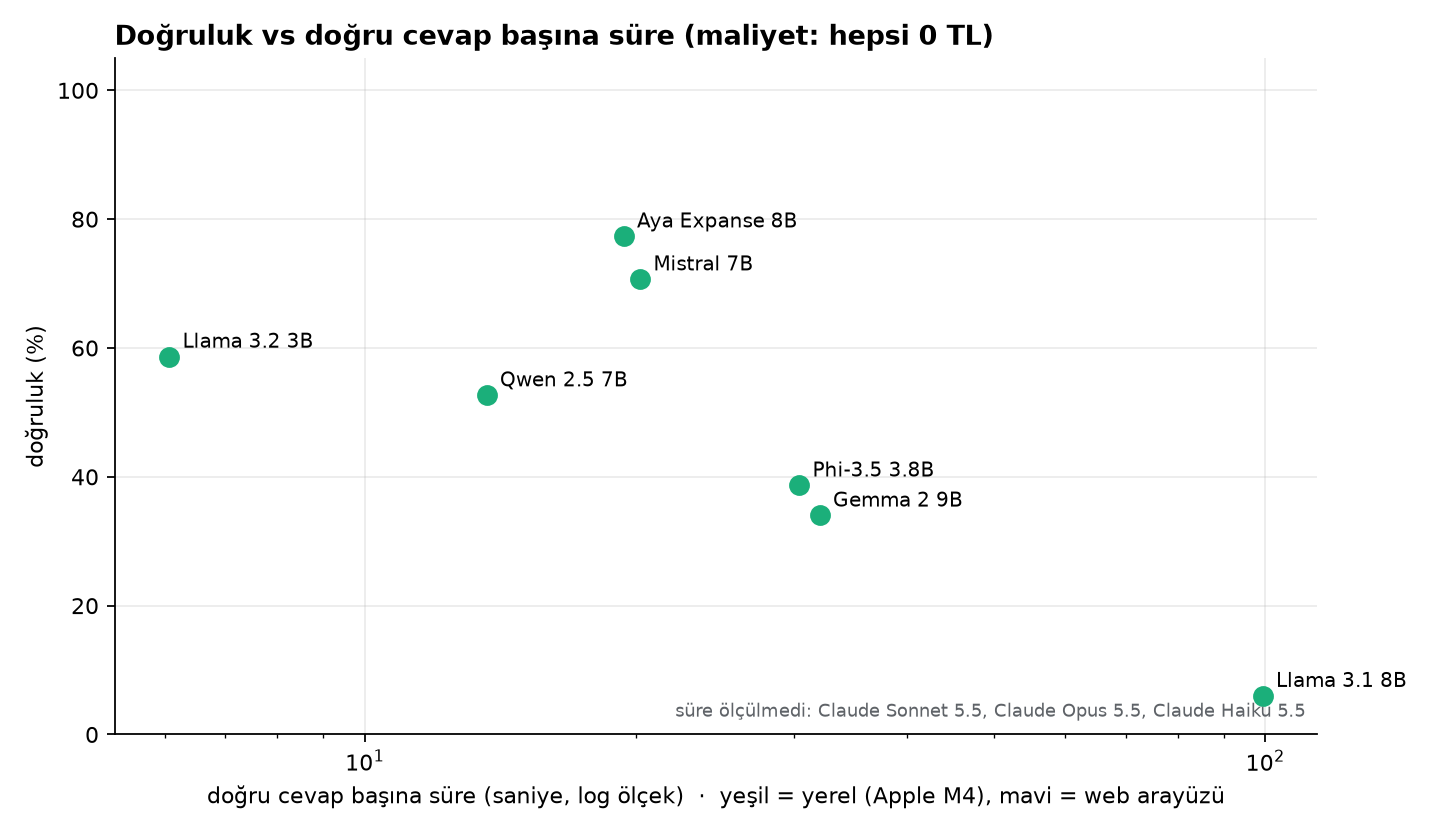 Doğruluk vs doğru cevap başına süre (maliyet: hepsi 0 TL)
100
Aya Expanse 8B
80
Mistral 7B
Llama 3.2 3B
60
Qwen 2.5 7B
doğruluk (%)
Phi-3.5 3.8B
40
Gemma 2 9B
20
Llama 3.1 8B
süre ölçülmedi: Claude Sonnet 5.5, Claude Opus 5.5, Claude Haiku 5.5
0
10¹ 10²
doğru cevap başına süre (saniye, log ölçek) · yeşil = yerel (Apple M4), mavi = web arayüzü